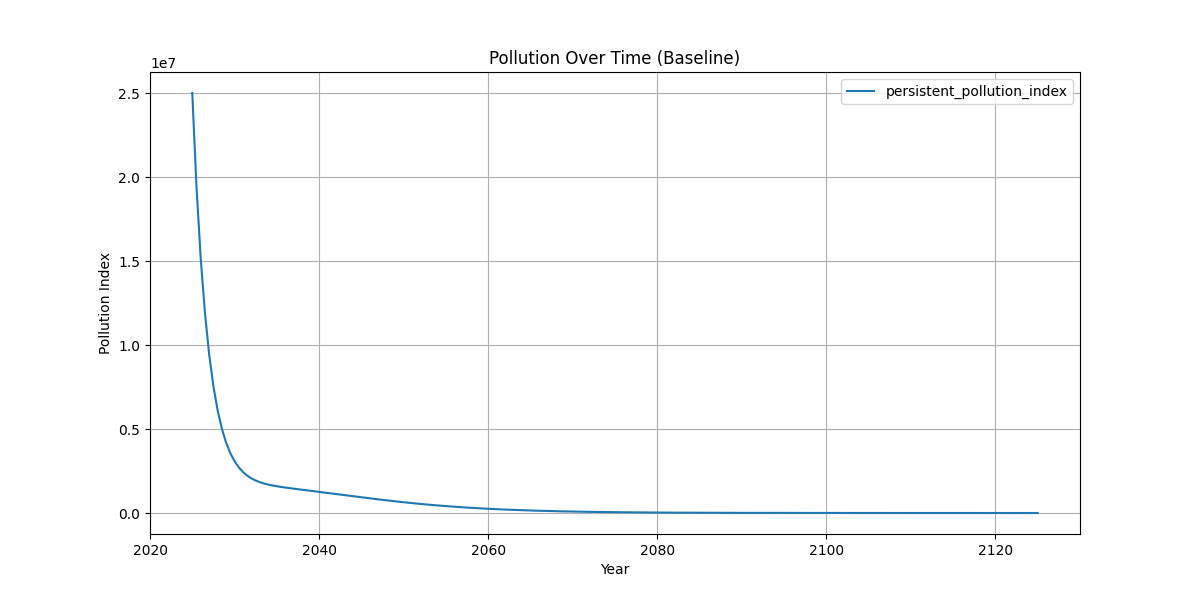 Pollution Over Time (Baseline)
1e7
persistent_pollution_index
2.5
2.0
1.5
1.0
0.5
0.0
Pollution Index
2020 2040 2060 2080 2100 2120
Year